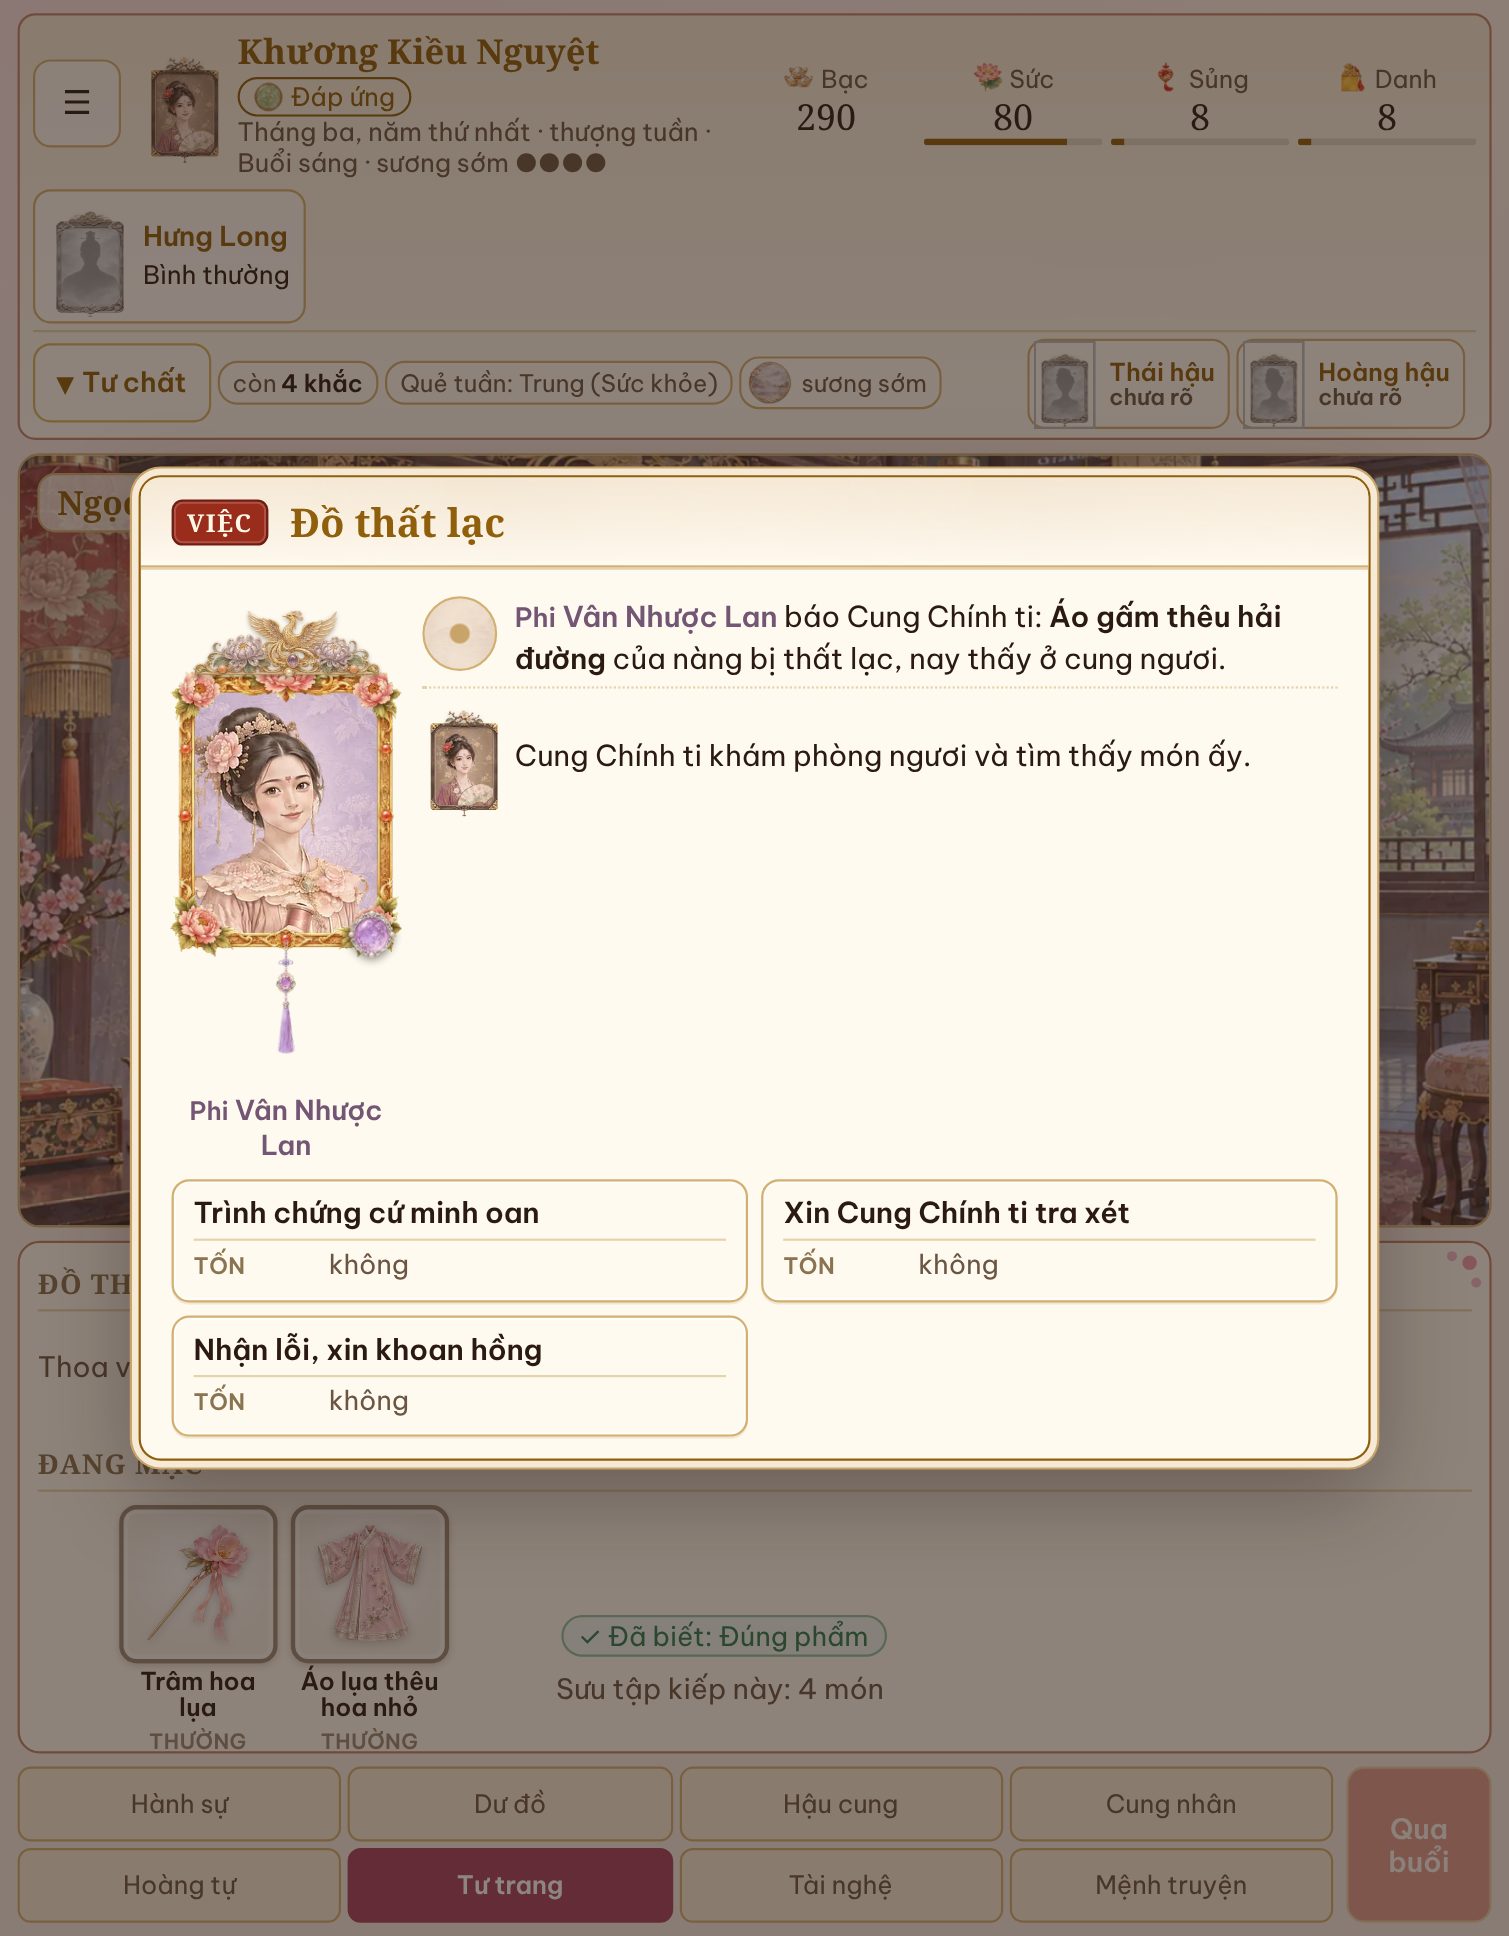 Khương Kiều Nguyệt
Đáp ứng
Tháng ba, năm thứ nhất · thượng tuần ·
Buổi sáng · sương sớm
Bạc
290
Sức
80
Sủng
8
Danh
8
Hưng Long
Bình thường
▼ Tư chất
còn 4 khắc
Quẻ tuần: Trung (Sức khỏe)
sương sớm
Thái hậu
chưa rõ
Hoàng hậu
chưa rõ
VIỆC
Đồ thất lạc
Phi Vân Nhược Lan báo Cung Chính ti: Áo gấm thêu hải
đường của nàng bị thất lạc, nay thấy ở cung ngươi.
Cung Chính ti khám phòng ngươi và tìm thấy món ấy.
Phi Vân Nhược
Lan
Trình chứng cứ minh oan
TỐN không
Xin Cung Chính ti tra xét
TỐN không
Nhận lỗi, xin khoan hồng
TỐN không
Thoa
ĐANG MẶC
Trâm hoa
lụa
THƯỜNG
Áo lụa thêu
hoa nhỏ
THƯỜNG
✓ Đã biết: Đúng phẩm
Sưu tập kiếp này: 4 món
Hành sự
Dư đồ
Hậu cung
Cung nhân
Qua
buổi
Hoàng tự
Tư trang
Tài nghệ
Mệnh truyện